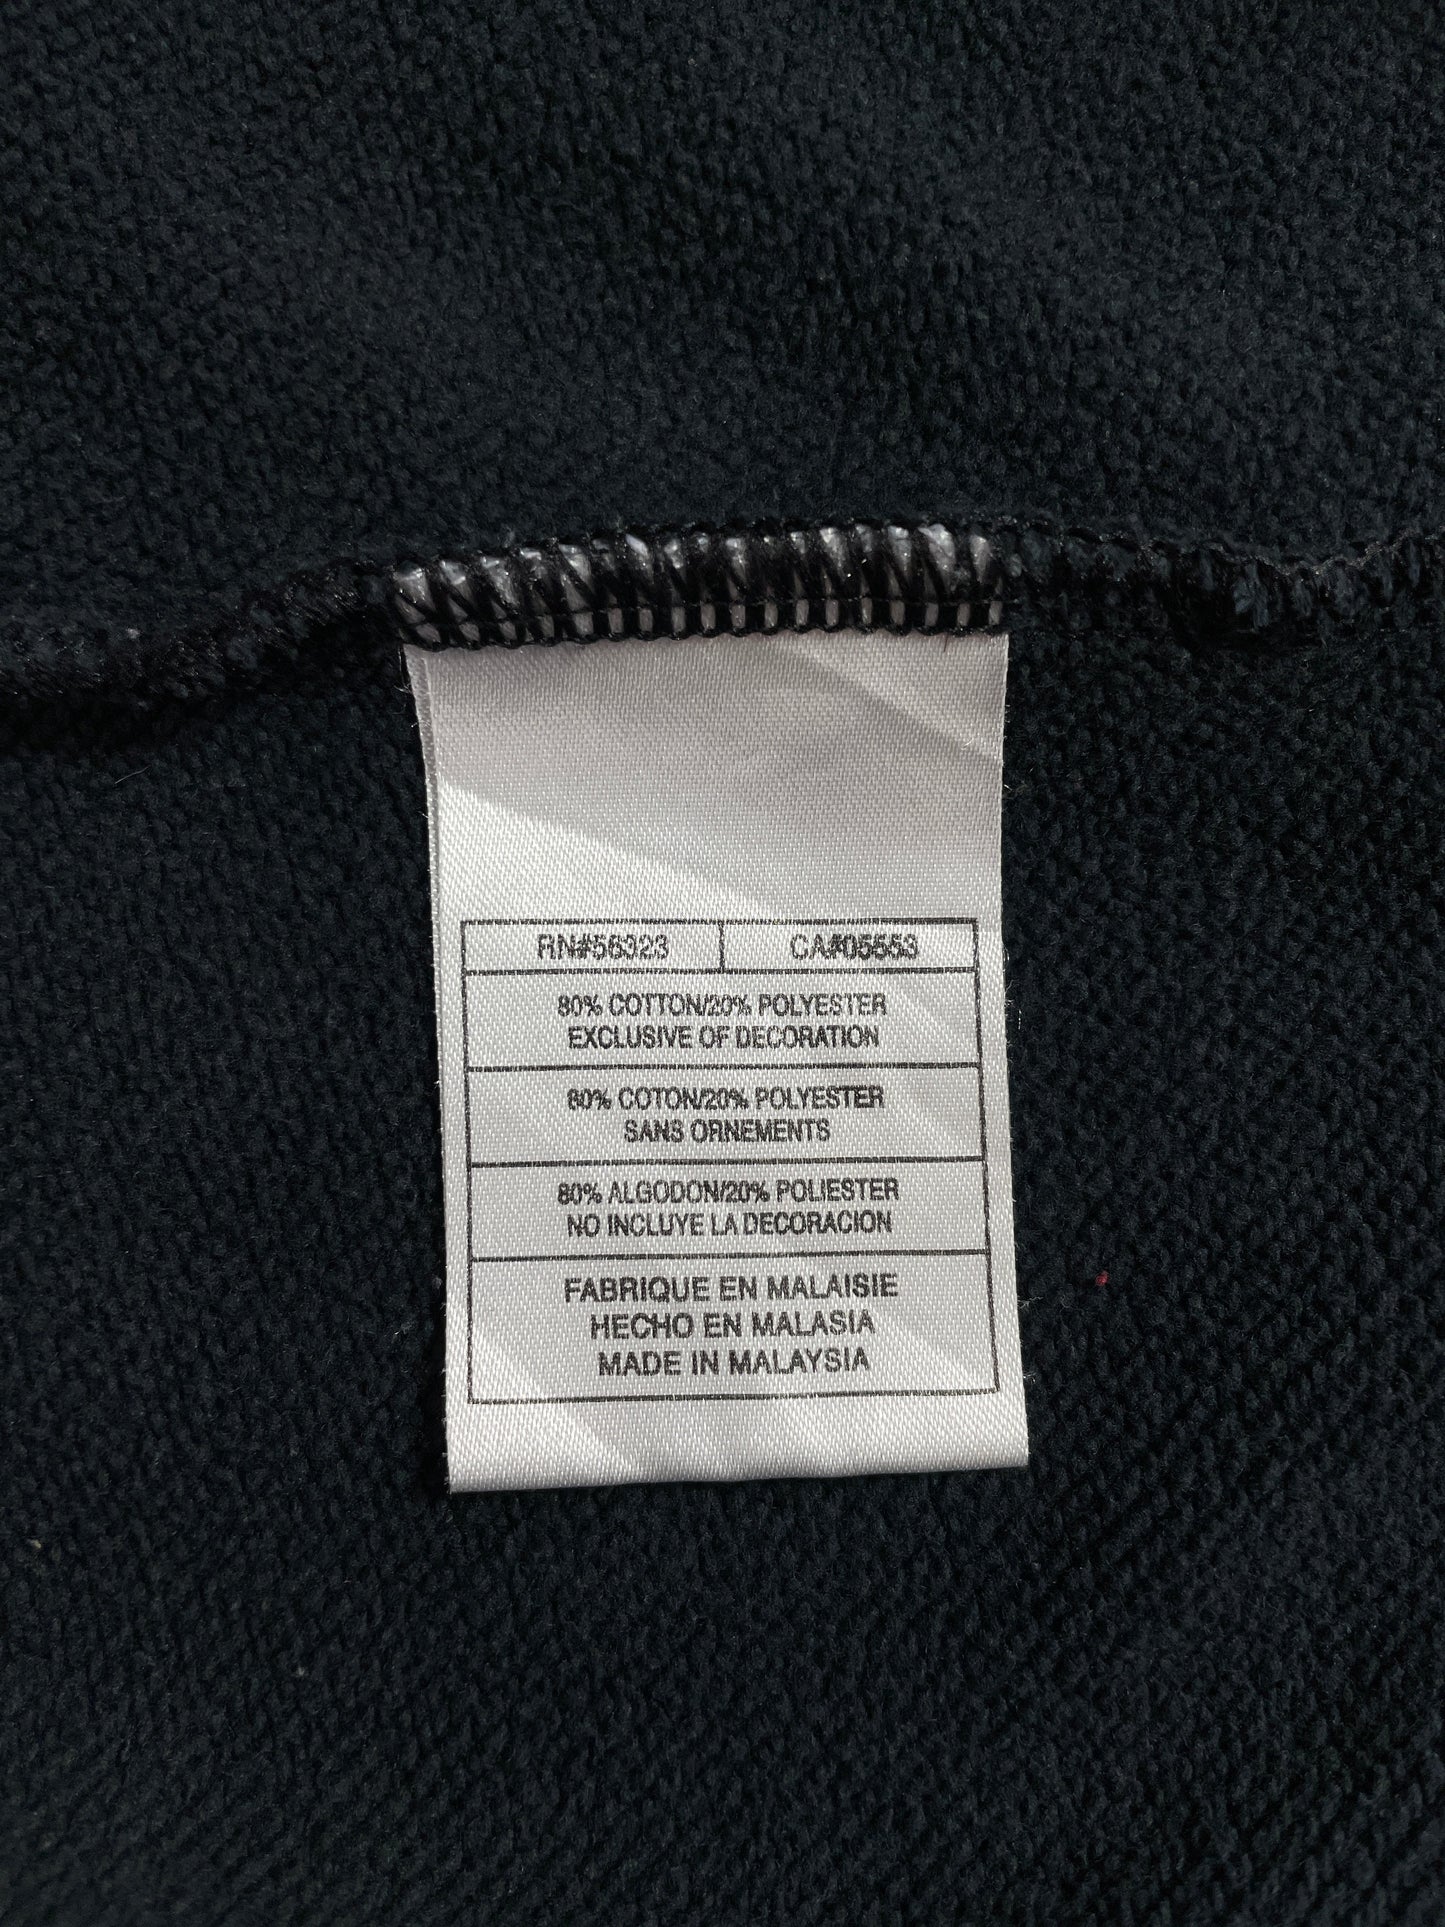 RN#56323 CA#05553
80% COTTON/20% POLYESTER
EXCLUSIVE OF DECORATION
80% COTON/20% POLYESTER
SANS ORNEMENTS
80% ALGODON/20% POLIESTER
NO INCLUYE LA DECORACION
FABRIQUE EN MALAISIE
HECHO EN MALASIA
MADE IN MALAYSIA